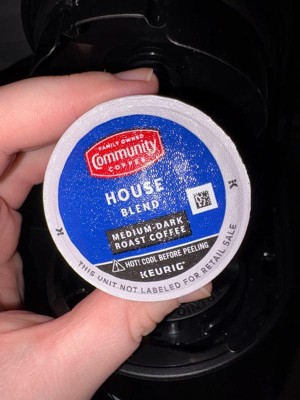 FAMILY OWNED
Community
COFFEE
HOUSE
BLEND
MEDIUM-DARK
ROAST COFFEE
HOT! COOL BEFORE PEELING
KEURIG
THIS UNIT NOT LABELED FOR RETAIL SALE
K
K